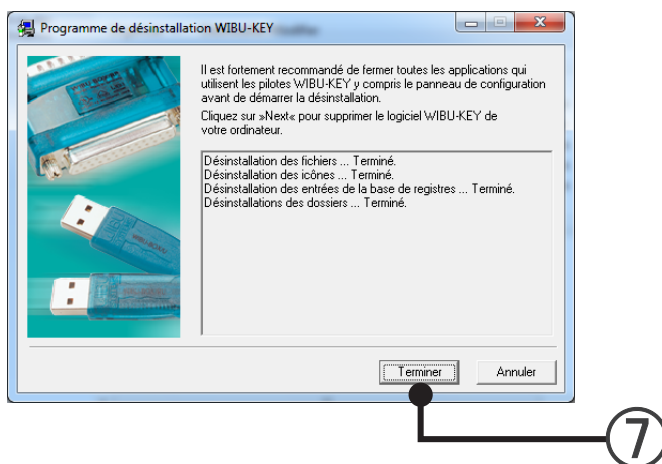 Programme de désinstallation WIBU-KEY
Il est fortement recommandé de fermer toutes les applications qui
utilisent les pilotes WIBU-KEY y compris le panneau de configuration
avant de démarrer la désinstallation.
Cliquez sur »Next« pour supprimer le logiciel WIBU-KEY de
votre ordinateur.
Désinstallation des fichiers ... Terminé.
Désinstallation des icônes ... Terminé.
Désinstallation des entrées de la base de registres ... Terminé.
Désinstallations des dossiers ... Terminé.
Terminer
Annuler
7